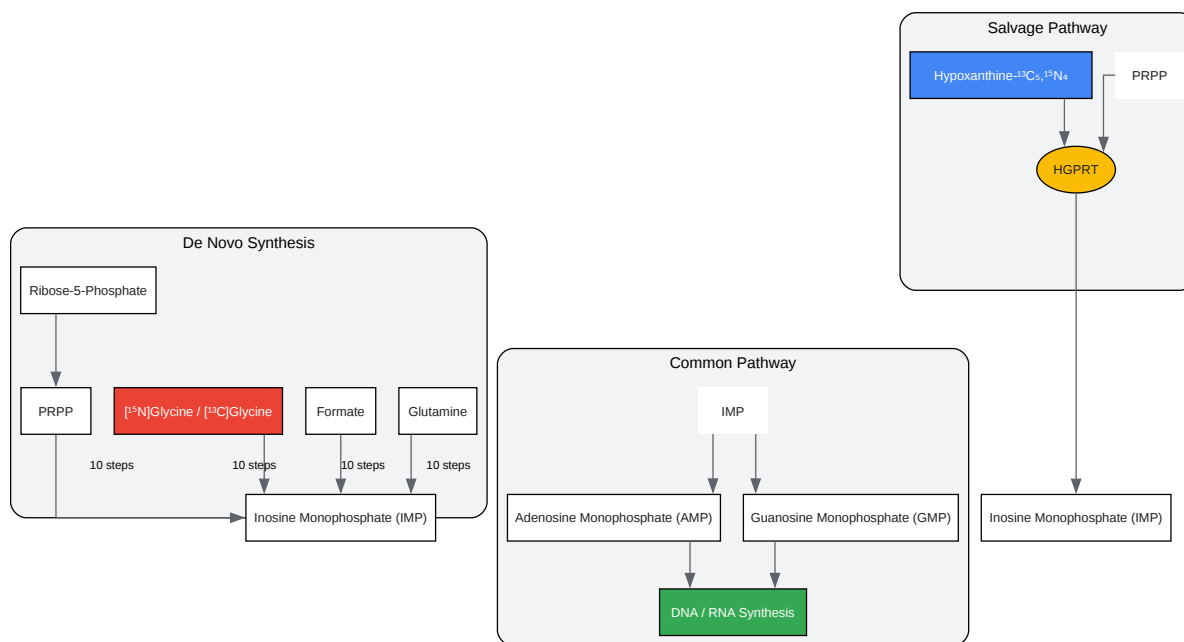 Salvage Pathway
Hypoxanthine-¹³C₅,¹⁵N₄
PRPP
HGPRT
De Novo Synthesis
Ribose-5-Phosphate
PRPP
[¹⁵N]Glycine / [¹³C]Glycine
Formate
Glutamine
10 steps
10 steps
10 steps
10 steps
Inosine Monophosphate (IMP)
Common Pathway
IMP
Adenosine Monophosphate (AMP)
Guanosine Monophosphate (GMP)
DNA / RNA Synthesis
Inosine Monophosphate (IMP)